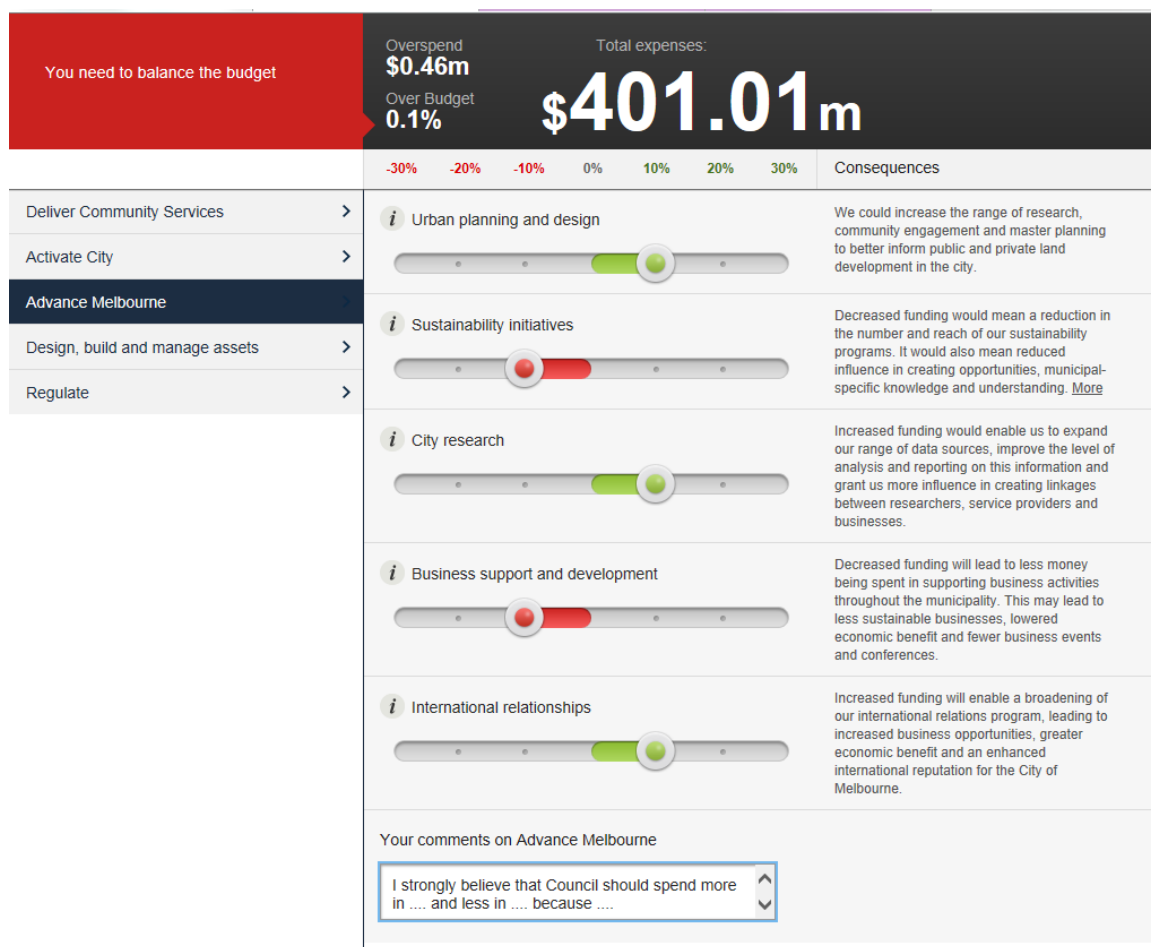 You need to balance the budget
Overspend
$0.46m
Over Budget
0.1%
Total expenses:
$401.01m
-30% -20% -10% 0% 10% 20% 30% Consequences
Deliver Community Services
Activate City
Advance Melbourne
Design, build and manage assets
Regulate
i Urban planning and design
We could increase the range of research,
community engagement and master planning
to better inform public and private land
development in the city.
i Sustainability initiatives
Decreased funding would mean a reduction in
the number and reach of our sustainability
programs. It would also mean reduced
influence in creating opportunities, municipal-
specific knowledge and understanding. More
i City research
Increased funding would enable us to expand
our range of data sources, improve the level of
analysis and reporting on this information and
grant us more influence in creating linkages
between researchers, service providers and
businesses.
i Business support and development
Decreased funding will lead to less money
being spent in supporting business activities
throughout the municipality. This may lead to
less sustainable businesses, lowered
economic benefit and fewer business events
and conferences.
i International relationships
Increased funding will enable a broadening of
our international relations program, leading to
increased business opportunities, greater
economic benefit and an enhanced
international reputation for the City of
Melbourne.
Your comments on Advance Melbourne
I strongly believe that Council should spend more
in .... and less in .... because ....